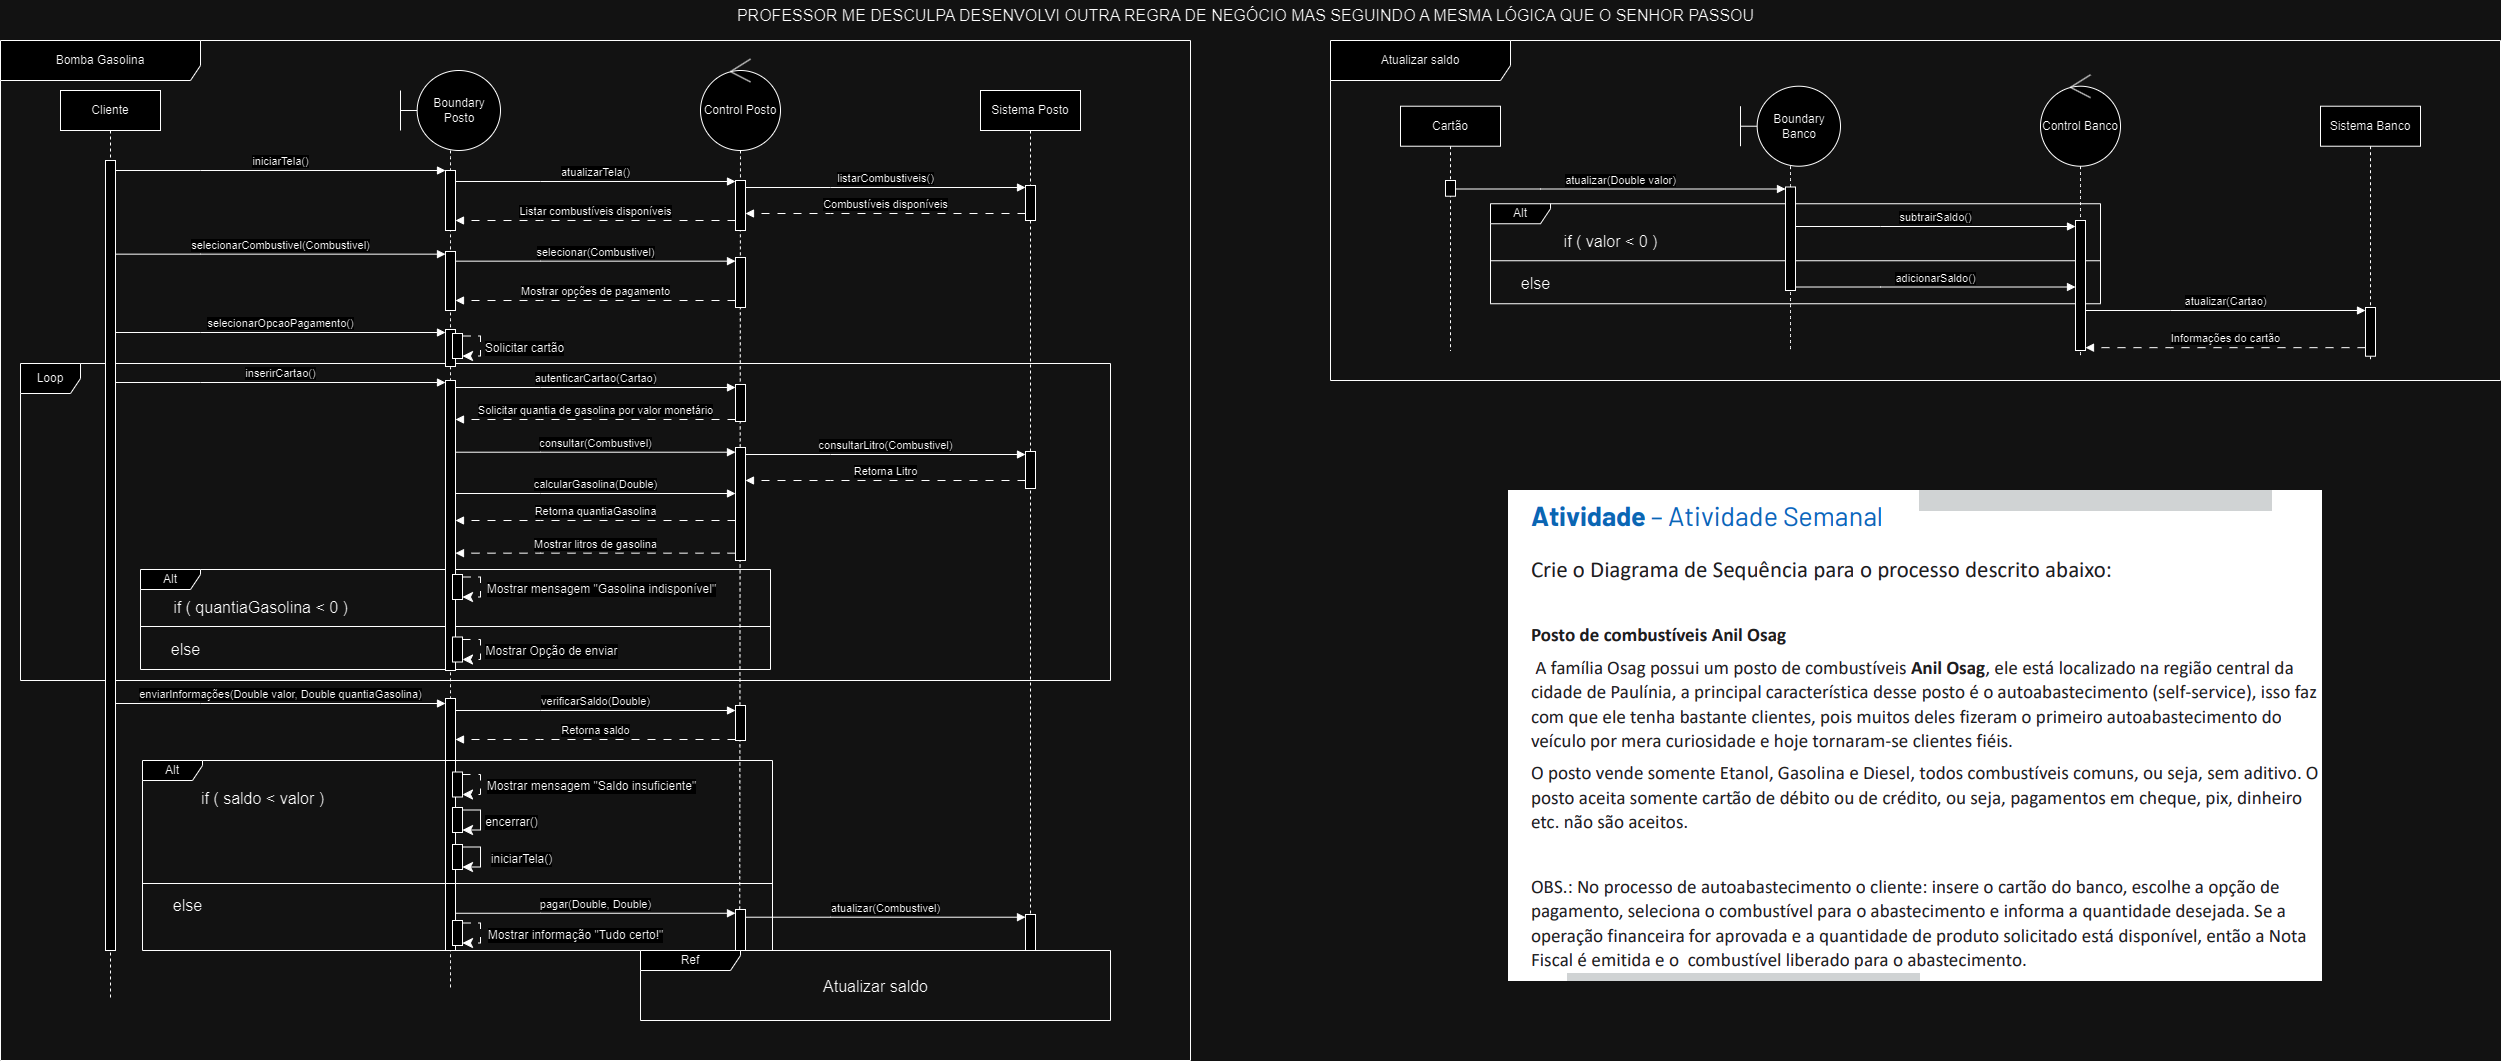 PROFESSOR ME DESCULPA DESENVOLVI OUTRA REGRA DE NEGÓCIO MAS SEGUINDO A MESMA LÓGICA QUE O SENHOR PASSOU
Bomba Gasolina
Cliente
Boundary
Posto
Control Posto
Sistema Posto
iniciarTela()
atualizarTela()
listarCombustiveis()
Combustíveis disponíveis
Listar combustíveis disponíveis
selecionarCombustivel(Combustivel)
selecionar(Combustivel)
Mostrar opções de pagamento
selecionarOpcaoPagamento()
Solicitar cartão
Loop
inserirCartao()
autenticarCartao(Cartao)
Solicitar quantia de gasolina por valor monetário
consultar(Combustivel)
consultarLitro(Combustivel)
Retorna Litro
calcularGasolina(Double)
Retorna quantiaGasolina
Mostrar litros de gasolina
Alt
if ( quantiaGasolina < 0 )
Mostrar mensagem "Gasolina indisponível"
else
Mostrar Opção de enviar
enviarInformações(Double valor, Double quantiaGasolina)
verificarSaldo(Double)
Retorna saldo
Alt
if ( saldo < valor )
Mostrar mensagem "Saldo insuficiente"
encerrar()
iniciarTela()
else
pagar(Double, Double)
atualizar(Combustivel)
Mostrar informação "Tudo certo!"
Ref
Atualizar saldo
Atualizar saldo
Cartão
Boundary
Banco
Control Banco
Sistema Banco
atualizar(Double valor)
Alt
if ( valor < 0 )
subtrairSaldo()
else
adicionarSaldo()
atualizar(Cartao)
Informações do cartão
Atividade – Atividade Semanal
Crie o Diagrama de Sequência para o processo descrito abaixo:
Posto de combustíveis Anil Osag
A família Osag possui um posto de combustíveis Anil Osag, ele está localizado na região central da
cidade de Paulínia, a principal característica desse posto é o autoabastecimento (self-service), isso faz
com que ele tenha bastante clientes, pois muitos deles fizeram o primeiro autoabastecimento do
veículo por mera curiosidade e hoje tornaram-se clientes fiéis.
O posto vende somente Etanol, Gasolina e Diesel, todos combustíveis comuns, ou seja, sem aditivo. O
posto aceita somente cartão de débito ou de crédito, ou seja, pagamentos em cheque, pix, dinheiro
etc. não são aceitos.
OBS.: No processo de autoabastecimento o cliente: insere o cartão do banco, escolhe a opção de
pagamento, seleciona o combustível para o abastecimento e informa a quantidade desejada. Se a
operação financeira for aprovada e a quantidade de produto solicitado está disponível, então a Nota
Fiscal é emitida e o combustível liberado para o abastecimento.